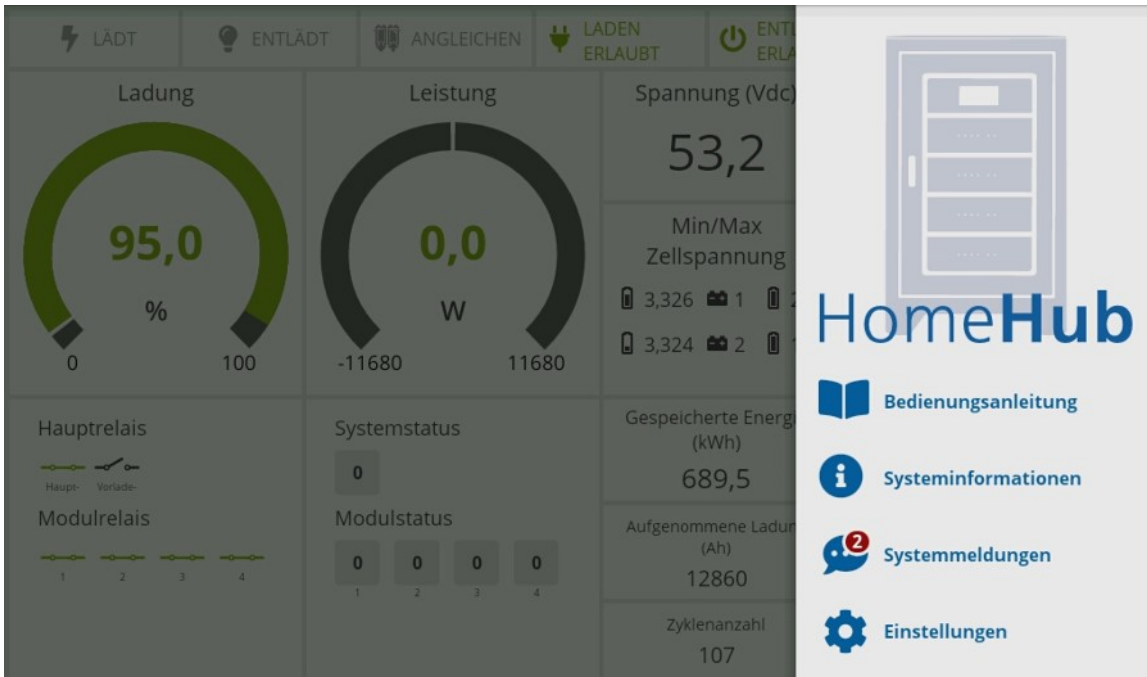 LÄDT
ENTLÄDT
ANGLEICHEN
LADEN
ERLAUBT
Ladung
95,0
%
0
100
Leistung
0,0
W
-11680
11680
Spannung (Vdc)
53,2
Min/Max
Zellspannung
3,326 1
3,324 2
Hauptrelais
Haupt- Vorlade-
Modulrelais
1 2 3 4
Systemstatus
0
Modulstatus
0 0 0 0
1 2 3 4
Gespeicherte
(kWh)
689,5
Aufgenommene
(Ah)
12860
Zyklenanzahl
107
HomeHub
Bedienungsanleitung
Systeminformationen
2
Systemmeldungen
Einstellungen